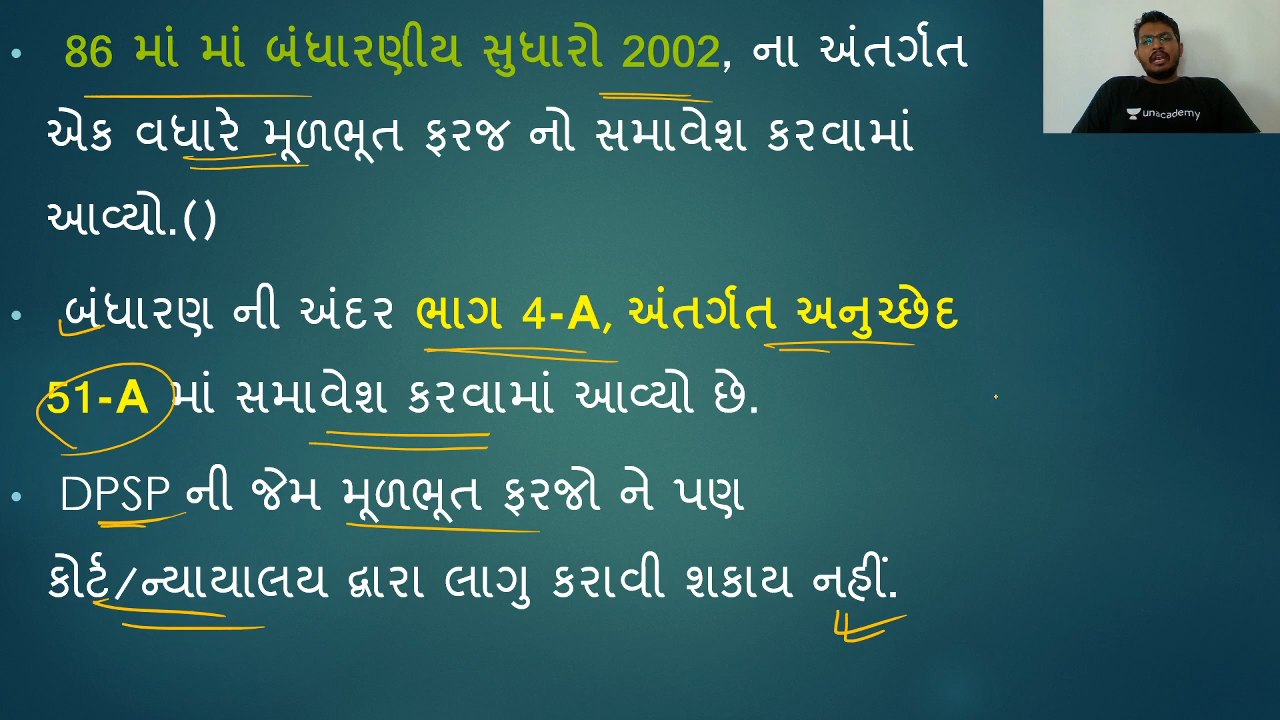 • 86 માં માં બંધારણીય સુધારો 2002, ના અંતર્ગત
એક વધારે મૂળભૂત ફરજ નો સમાવેશ કરવામાં
આવ્યો.()
• બંધારણ ની અંદર ભાગ 4-A, અંતર્ગત અનુચ્છેદ
51-A માં સમાવેશ કરવામાં આવ્યો છે.
• DPSP ની જેમ મૂળભૂત ફરજો ને પણ
કોર્ટ/ન્યાયાલય દ્વારા લાગુ કરાવી શકાય નહીં.
unacademy